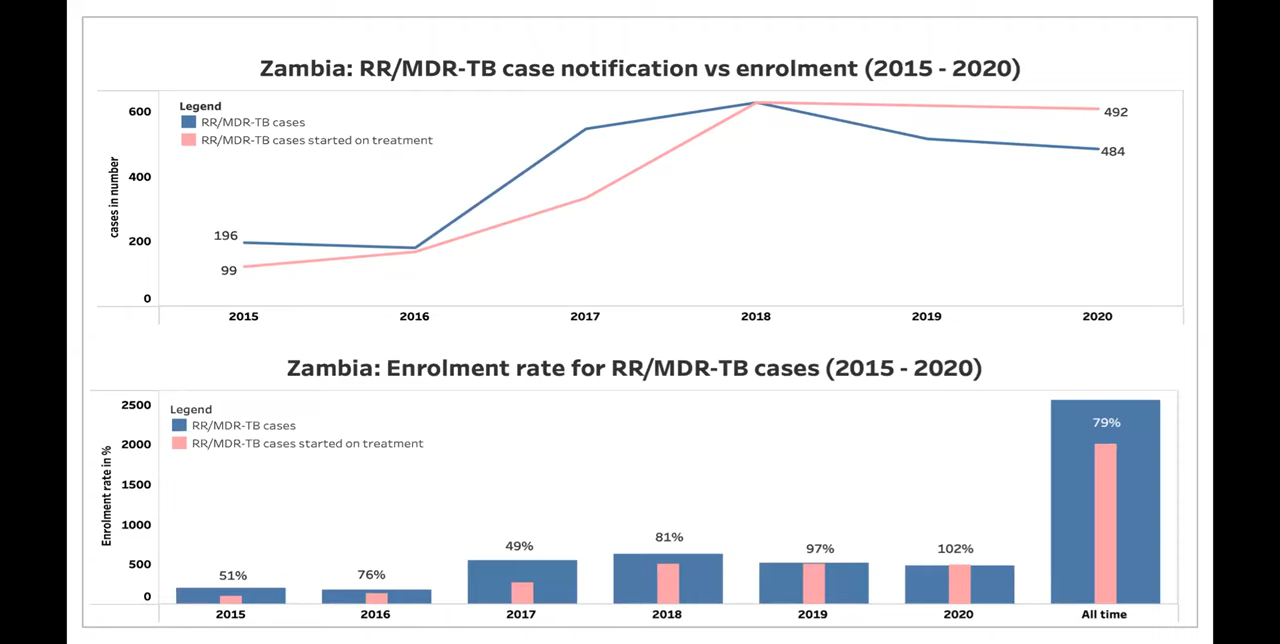 Zambia: RR/MDR-TB case notification vs enrolment (2015 - 2020)
Legend
RR/MDR-TB cases
RR/MDR-TB cases started on treatment
cases in number
600
400
200
0
196
99
492
484
2015 2016 2017 2018 2019 2020
Zambia: Enrolment rate for RR/MDR-TB cases (2015 - 2020)
Legend
RR/MDR-TB cases
RR/MDR-TB cases started on treatment
Enrolment rate in %
2500
2000
1500
1000
500
0
51% 76% 49% 81% 97% 102% 79%
2015 2016 2017 2018 2019 2020 All time